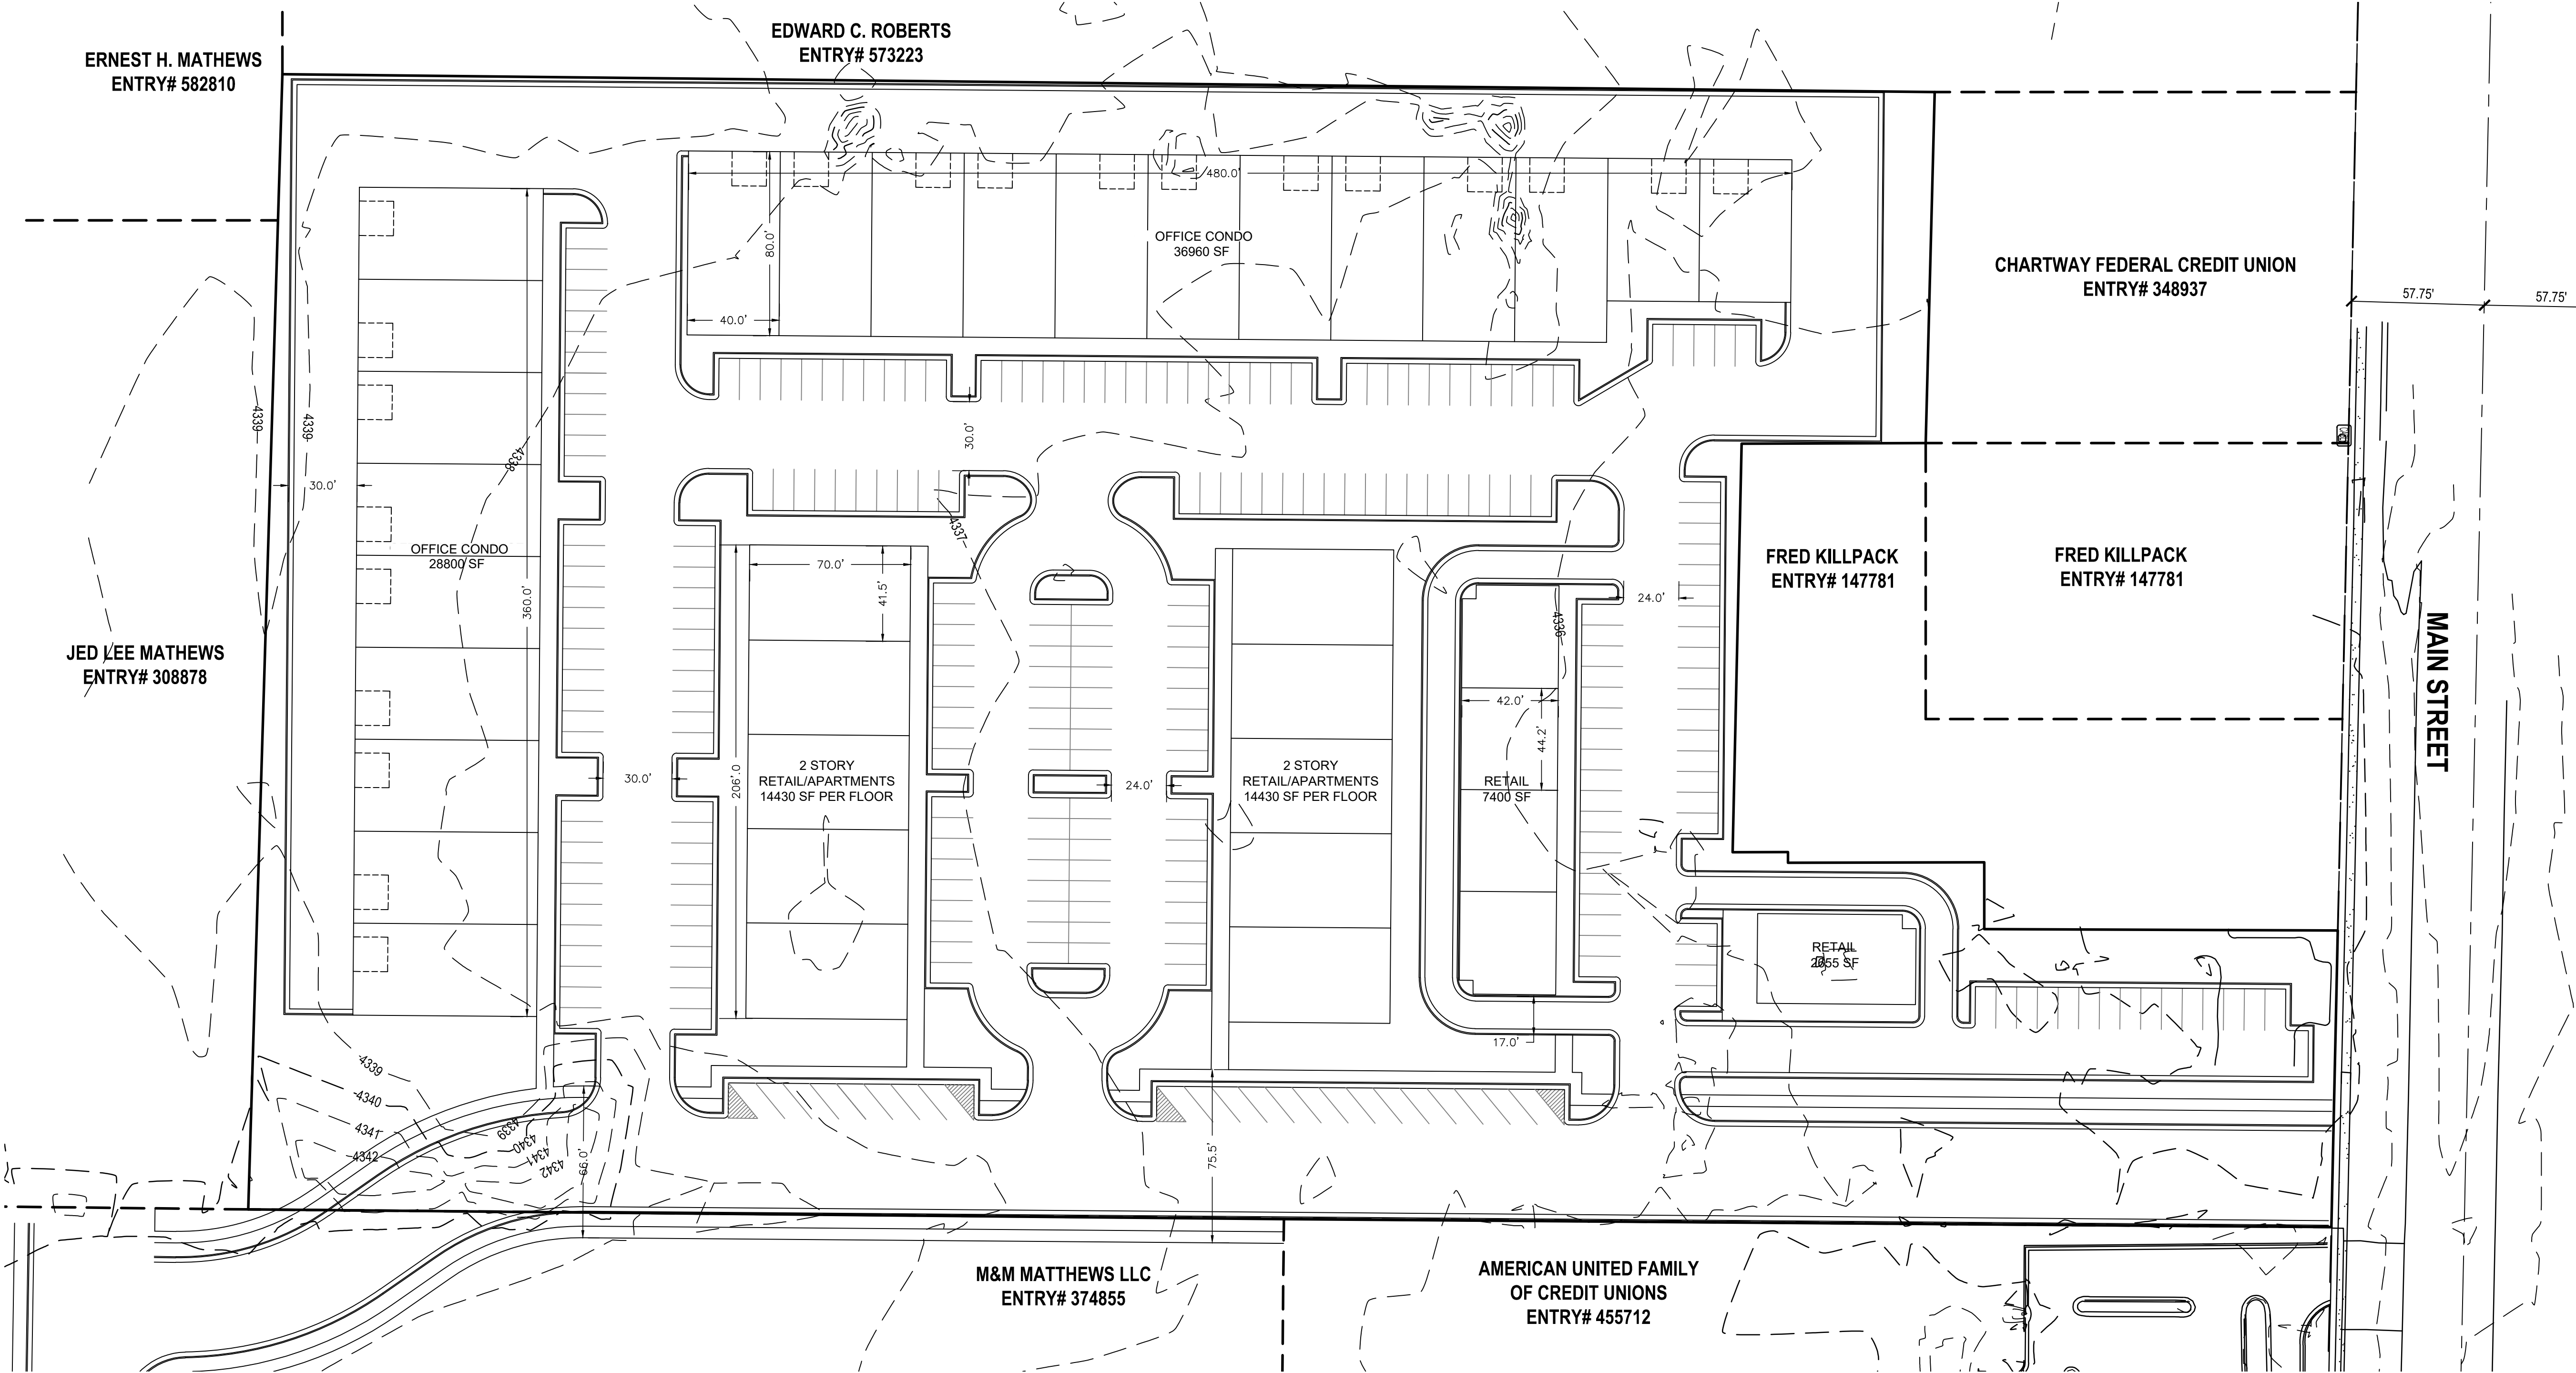 EDWARD C. ROBERTS
ENTRY# 573223
ERNEST H. MATHEWS
ENTRY# 582810
480.0'
80.0'
OFFICE CONDO
36960 SF
40.0'
CHARTWAY FEDERAL CREDIT UNION
ENTRY# 348937
57.75'
57.75'
4339
4339
4338
30.0'
30.0'
4337
OFFICE CONDO
28800 SF
360.0'
70.0'
41.5'
FRED KILLPACK
ENTRY# 147781
FRED KILLPACK
ENTRY# 147781
24.0'
4336
JED LEE MATHEWS
ENTRY# 308878
MAIN STREET
42.0'
44.2'
30.0'
206'.0
2 STORY
RETAIL/APARTMENTS
14430 SF PER FLOOR
24.0'
2 STORY
RETAIL/APARTMENTS
14430 SF PER FLOOR
RETAIL
7400 SF
RETAIL
2655 SF
17.0'
4339
4340
4341
4342
4339
4340
4341
4342
66.0'
75.5'
M&M MATTHEWS LLC
ENTRY# 374855
AMERICAN UNITED FAMILY
OF CREDIT UNIONS
ENTRY# 455712